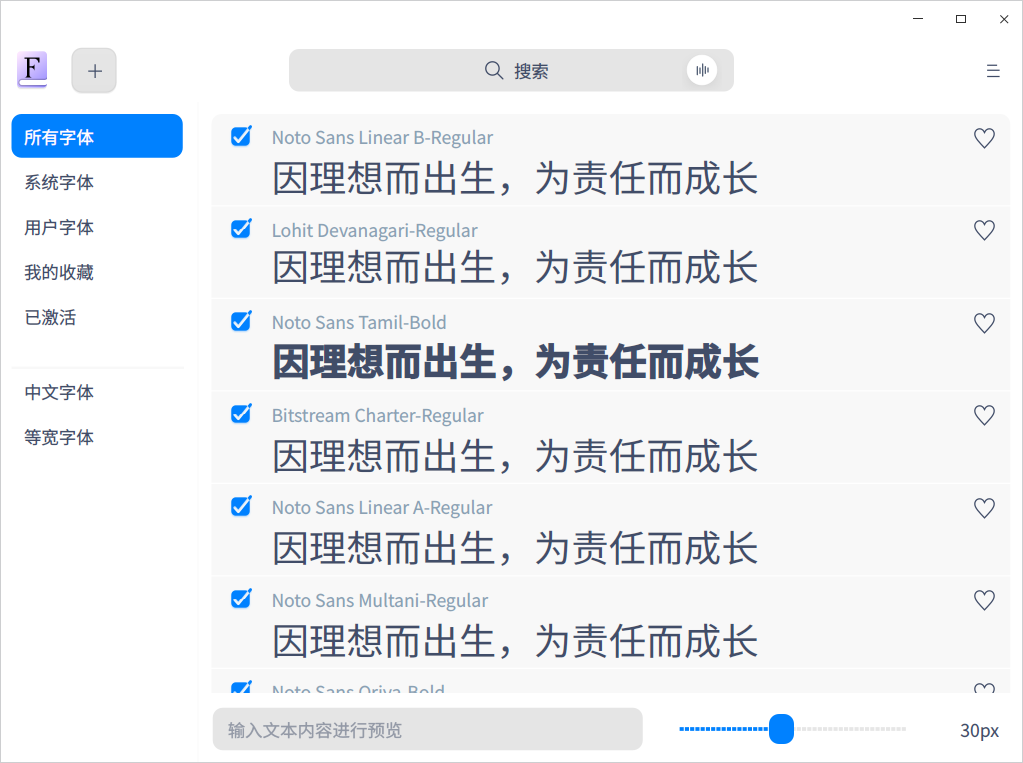 F
搜索
所有字体
系统字体
用户字体
我的收藏
已激活
中文字体
等宽字体
Noto Sans Linear B-Regular
因理想而出生，为责任而成长
Lohit Devanagari-Regular
因理想而出生，为责任而成长
Noto Sans Tamil-Bold
因理想而出生，为责任而成长
Bitstream Charter-Regular
因理想而出生，为责任而成长
Noto Sans Linear A-Regular
因理想而出生，为责任而成长
Noto Sans Multani-Regular
因理想而出生，为责任而成长
Noto Sans Oriya-Bold
输入文本内容进行预览
30px